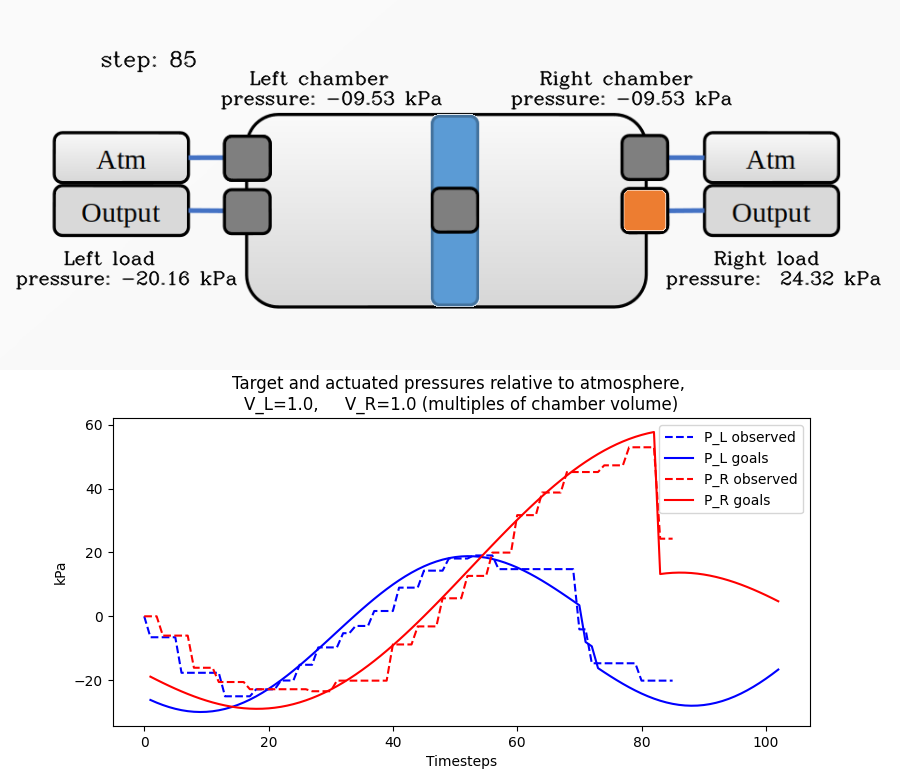 step: 85
Left chamber
pressure: -09.53 kPa
Right chamber
pressure: -09.53 kPa
Atm
Output
Atm
Output
Left load
pressure: -20.16 kPa
Right load
pressure: 24.32 kPa
Target and actuated pressures relative to atmosphere,
V_L=1.0, V_R=1.0 (multiples of chamber volume)
60
40
20
0
−20
kPa
P_L observed
P_L goals
P_R observed
P_R goals
0 20 40 60 80 100
Timesteps